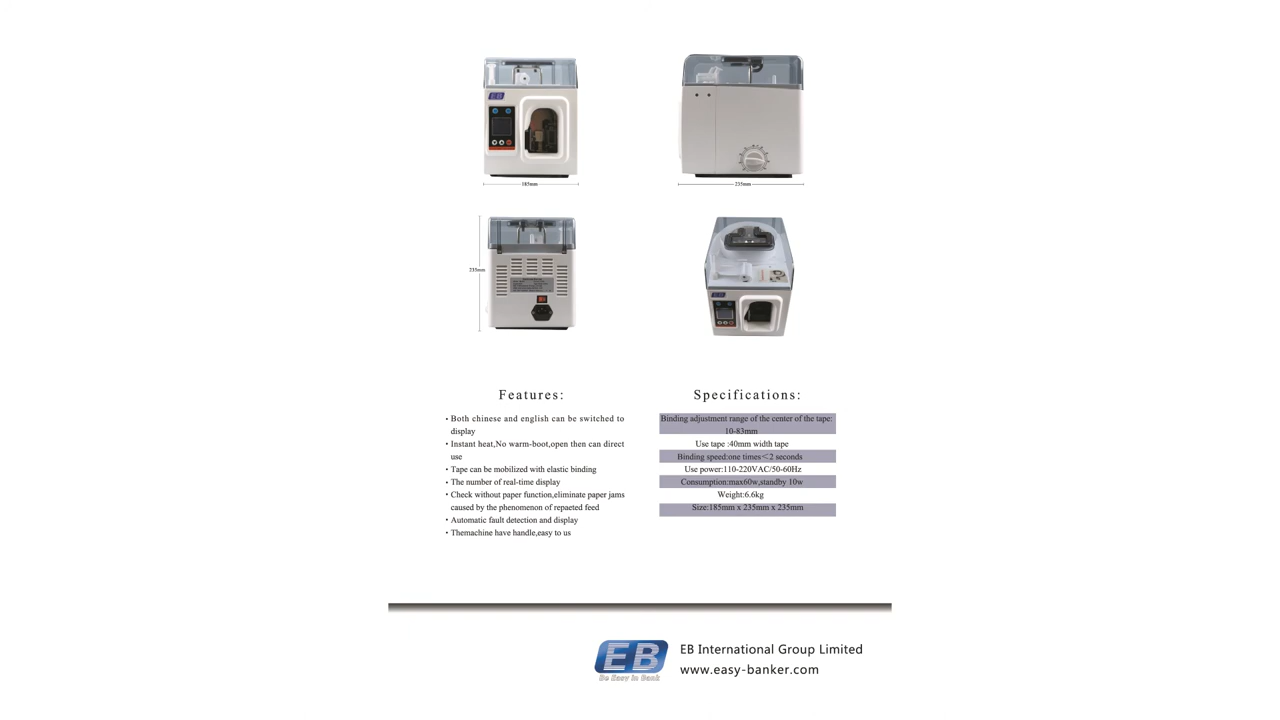 EB
185mm
235mm
235mm
EB
Features:
• Both chinese and english can be switched to
display
• Instant heat,No warm-boot,open then can direct
use
• Tape can be mobilized with elastic binding
• The number of real-time display
• Check without paper function,eliminate paper jams
caused by the phenomenon of repaeted feed
• Automatic fault detection and display
• Themachine have handle,easy to us
Specifications:
Binding adjustment range of the center of the tape:
10-83mm
Use tape :40mm width tape
Binding speed:one times＜2 seconds
Use power:110-220VAC/50-60Hz
Consumption:max60w,standby 10w
Weight:6.6kg
Size:185mm x 235mm x 235mm
EB
Be Easy in Bank
EB International Group Limited
www.easy-banker.com